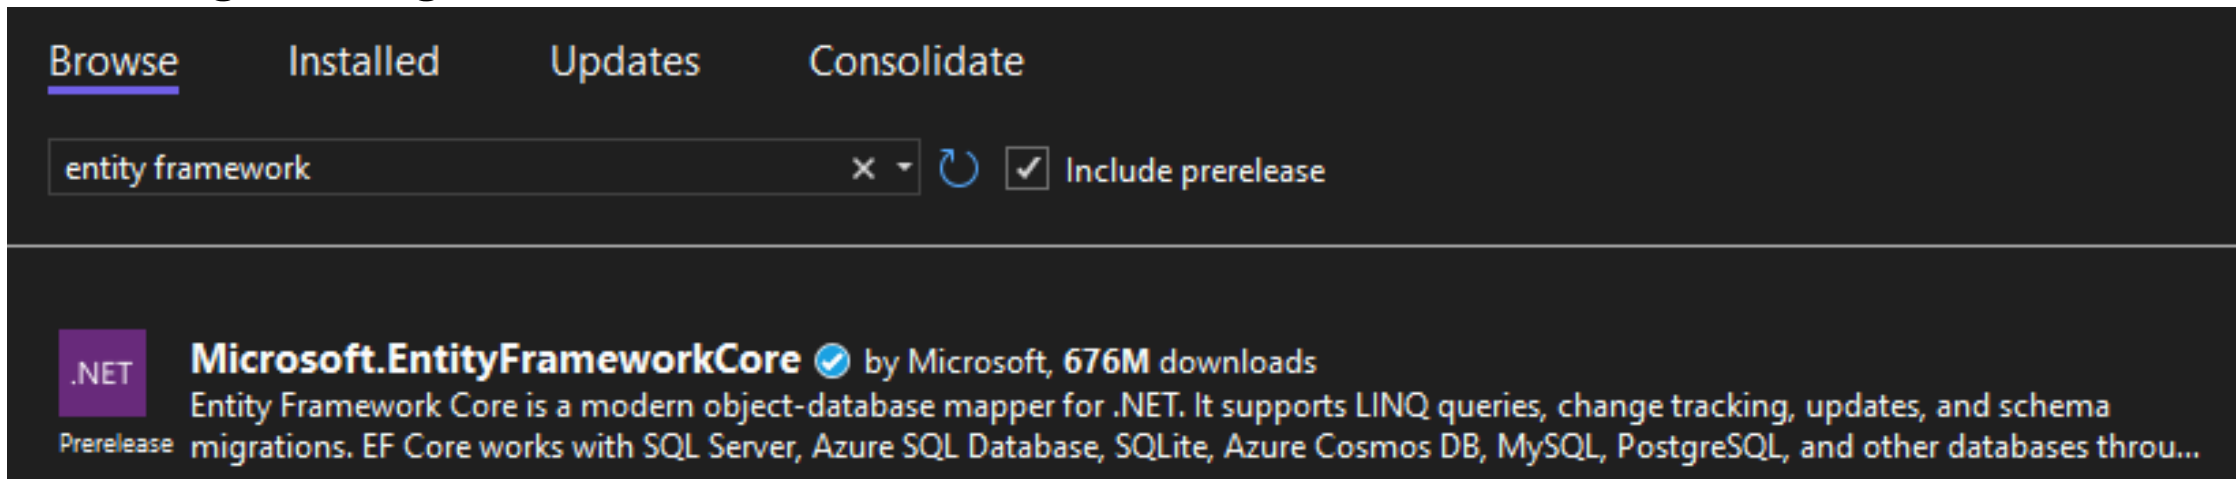 Browse Installed Updates Consolidate
entity framework Include prerelease
.NET Microsoft.EntityFrameworkCore by Microsoft, 676M downloads
Entity Framework Core is a modern object-database mapper for .NET. It supports LINQ queries, change tracking, updates, and schema
Prerelease migrations. EF Core works with SQL Server, Azure SQL Database, SQLite, Azure Cosmos DB, MySQL, PostgreSQL, and other databases throu...